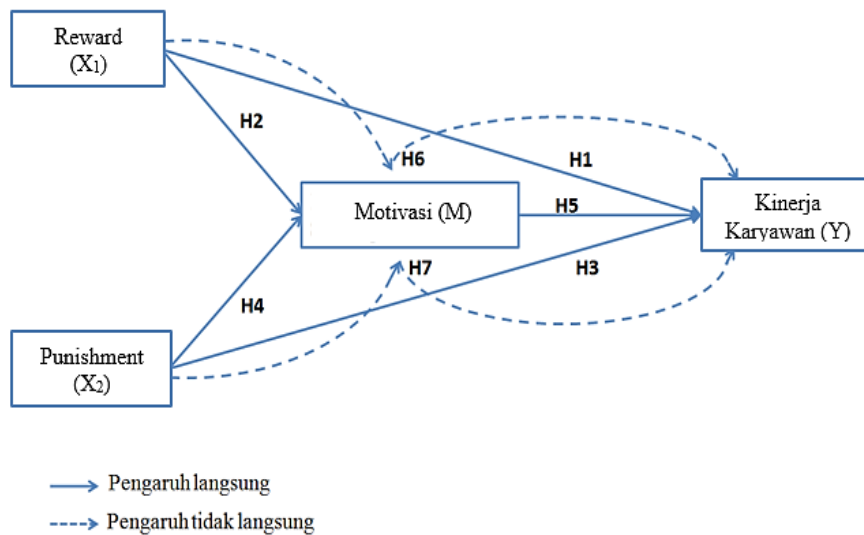 Reward
(X₁)
H2
H6
H1
Motivasi (M)
H5
Kinerja
Karyawan (Y)
H7
H3
H4
Punishment
(X₂)
Pengaruh langsung
Pengaruh tidak langsung